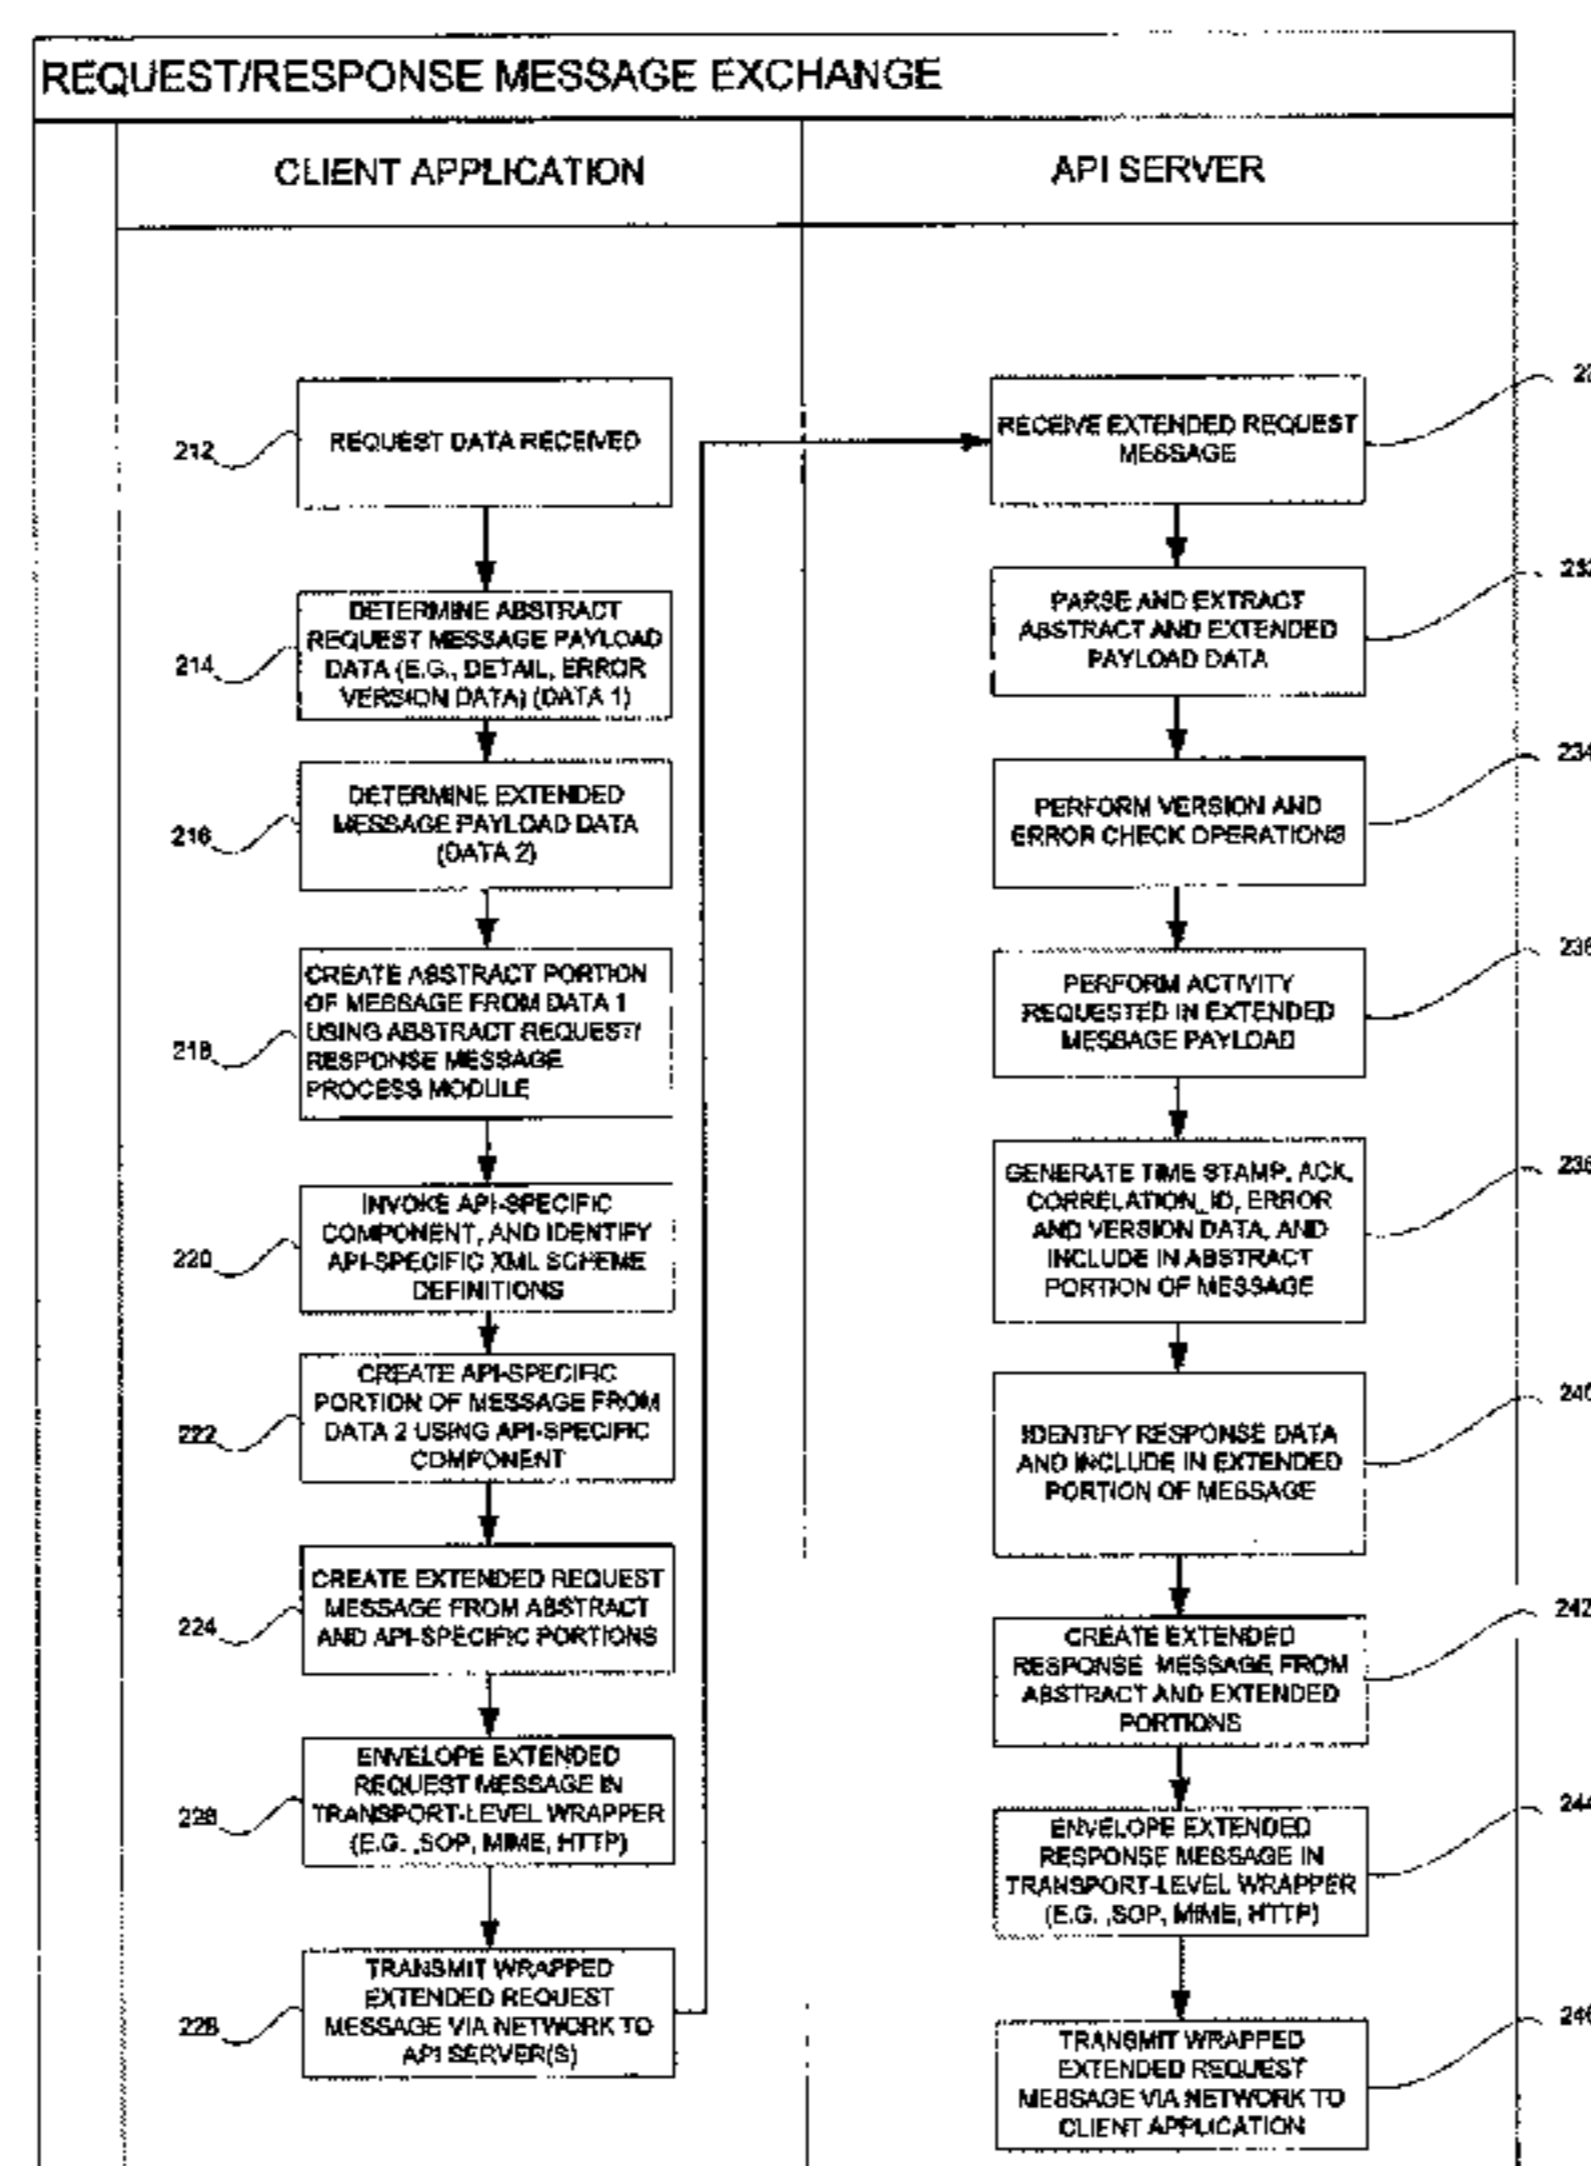 REQUEST/RESPONSE MESSAGE EXCHANGE
CLIENT APPLICATION
API SERVER
212
REQUEST DATA RECEIVED
214
DETERMINE ABSTRACT
REQUEST MESSAGE PAYLOAD
DATA (E.G., DETAIL, ERROR
VERSION DATA) (DATA 1)
216
DETERMINE EXTENDED
MESSAGE PAYLOAD DATA
(DATA 2)
218
CREATE ABSTRACT PORTION
OF MESSAGE FROM DATA 1
USING ABSTRACT REQUEST/
RESPONSE MESSAGE
PROCESS MODULE
220
INVOKE API-SPECIFIC
COMPONENT, AND IDENTIFY
API-SPECIFIC XML SCHEME
DEFINITIONS
222
CREATE API-SPECIFIC
PORTION OF MESSAGE FROM
DATA 2 USING API-SPECIFIC
COMPONENT
224
CREATE EXTENDED REQUEST
MESSAGE FROM ABSTRACT
AND API-SPECIFIC PORTIONS
226
ENVELOPE EXTENDED
REQUEST MESSAGE IN
TRANSPORT-LEVEL WRAPPER
(E.G. ,SOP, MIME, HTTP)
228
TRANSMIT WRAPPED
EXTENDED REQUEST
MESSAGE VIA NETWORK TO
API SERVER(S)
RECEIVE EXTENDED REQUEST
MESSAGE
232
PARSE AND EXTRACT
ABSTRACT AND EXTENDED
PAYLOAD DATA
234
PERFORM VERSION AND
ERROR CHECK OPERATIONS
236
PERFORM ACTIVITY
REQUESTED IN EXTENDED
MESSAGE PAYLOAD
GENERATE TIME STAMP, ACK,
CORRELATION_ID, ERROR
AND VERSION DATA, AND
INCLUDE IN ABSTRACT
PORTION OF MESSAGE
240
IDENTIFY RESPONSE DATA
AND INCLUDE IN EXTENDED
PORTION OF MESSAGE
242
CREATE EXTENDED
RESPONSE MESSAGE FROM
ABSTRACT AND EXTENDED
PORTIONS
244
ENVELOPE EXTENDED
RESPONSE MESSAGE IN
TRANSPORT-LEVEL WRAPPER
(E.G. ,SOP, MIME, HTTP)
246
TRANSMIT WRAPPED
EXTENDED REQUEST
MESSAGE VIA NETWORK TO
CLIENT APPLICATION